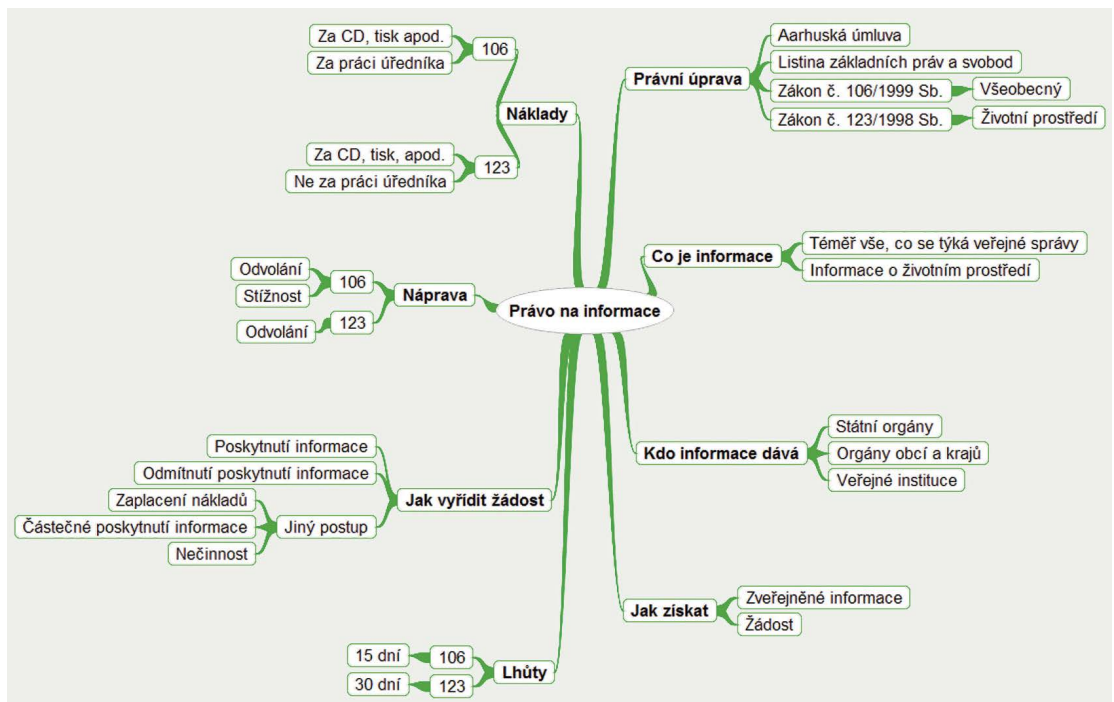 Právo na informace
Právní úprava
Aarhuská úmluva
Listina základních práv a svobod
Zákon č. 106/1999 Sb.
Všeobecný
Zákon č. 123/1998 Sb.
Životní prostředí
Co je informace
Téměř vše, co se týká veřejné správy
Informace o životním prostředí
Kdo informace dává
Státní orgány
Orgány obcí a krajů
Veřejné instituce
Jak získat
Zveřejněné informace
Žádost
Náklady
106
Za CD, tisk apod.
Za práci úředníka
123
Za CD, tisk, apod.
Ne za práci úředníka
Náprava
106
Odvolání
Stížnost
123
Odvolání
Jak vyřídit žádost
Poskytnutí informace
Odmítnutí poskytnutí informace
Jiný postup
Zaplacení nákladů
Částečné poskytnutí informace
Nečinnost
Lhůty
106
15 dní
123
30 dní